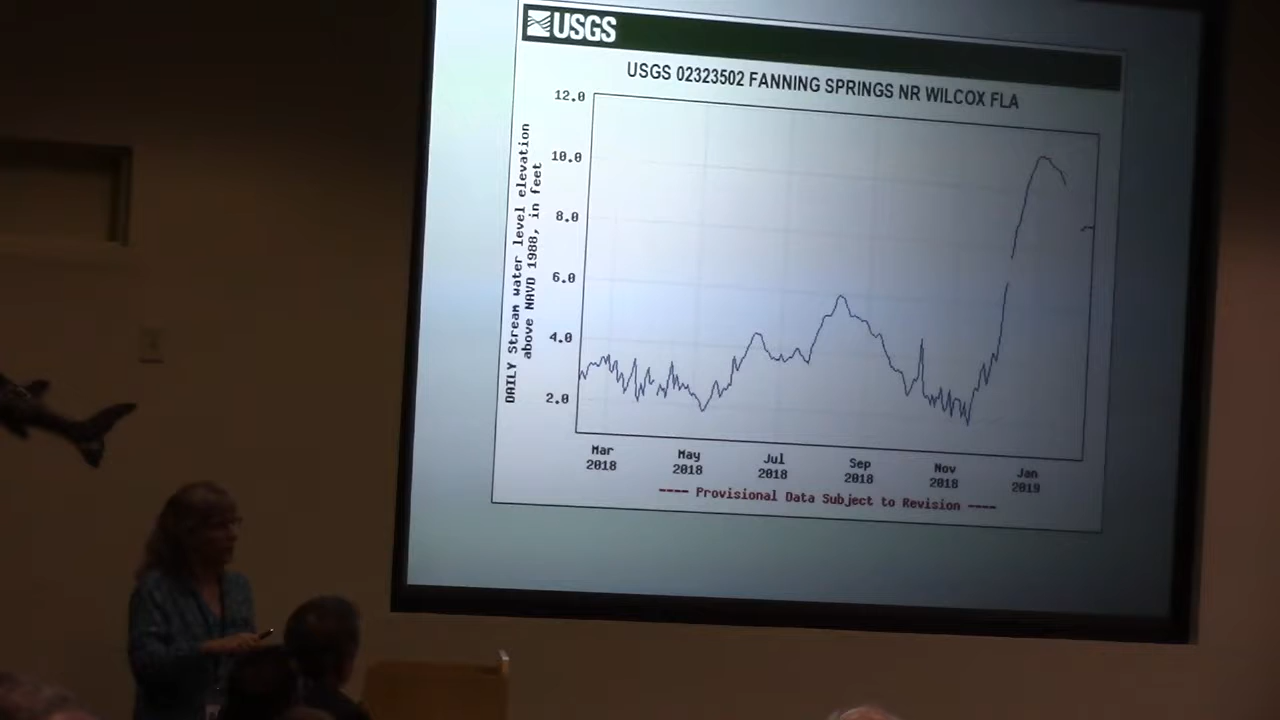 USGS
USGS 02323502 FANNING SPRINGS NR WILCOX FLA
DAILY Stream water level elevation
above NAVD 1988, in feet
12.0
10.0
8.0
6.0
4.0
2.0
Mar May Jul Sep Nov Jan
2018 2018 2018 2018 2018 2019
---- Provisional Data Subject to Revision ----